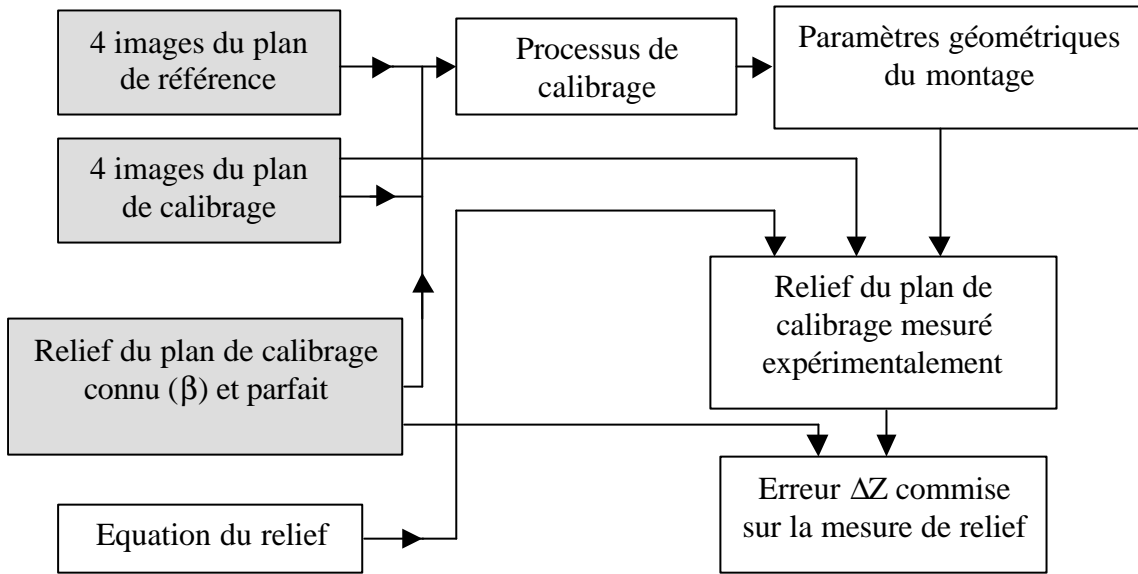 4 images du plan
de référence
Processus de
calibrage
Paramètres géométriques
du montage
4 images du plan
de calibrage
Relief du plan de
calibrage mesuré
expérimentalement
Relief du plan de calibrage
connu (β) et parfait
Erreur ΔZ commise
sur la mesure de relief
Equation du relief